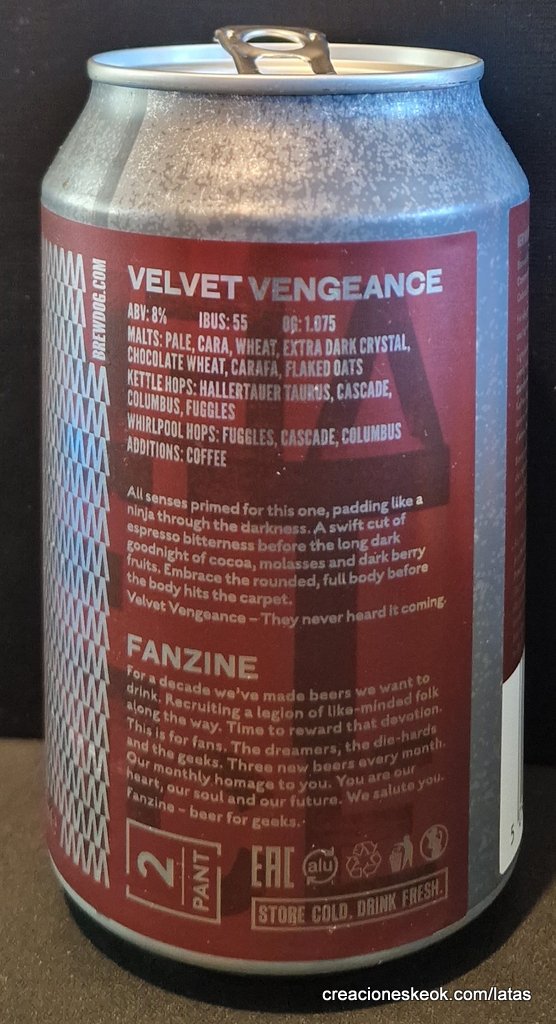 BREWDOG.COM
VELVET VENGEANCE
ABV: 8% IBUS: 55 OG: 1.075
MALTS: PALE, CARA, WHEAT, EXTRA DARK CRYSTAL,
CHOCOLATE WHEAT, CARAFA, FLAKED OATS
KETTLE HOPS: HALLERTAUER TAURUS, CASCADE,
COLUMBUS, FUGGLES
WHIRLPOOL HOPS: FUGGLES, CASCADE, COLUMBUS
ADDITIONS: COFFEE
All senses primed for this one, padding like a
ninja through the darkness. A swift cut of
espresso bitterness before the long dark
goodnight of cocoa, molasses and dark berry
fruits. Embrace the rounded, full body before
the body hits the carpet.
Velvet Vengeance – They never heard it coming.
FANZINE
For a decade we've made beers we want to
drink. Recruiting a legion of like-minded folk
along the way. Time to reward that devotion.
This is for fans. The dreamers, the die-hards
and the geeks. Three new beers every month.
Our monthly homage to you. You are our
heart, our soul and our future. We salute you.
Fanzine – beer for geeks.
2
PANT
EAC
alu
STORE COLD. DRINK FRESH.
5
creacioneskeok.com/latas